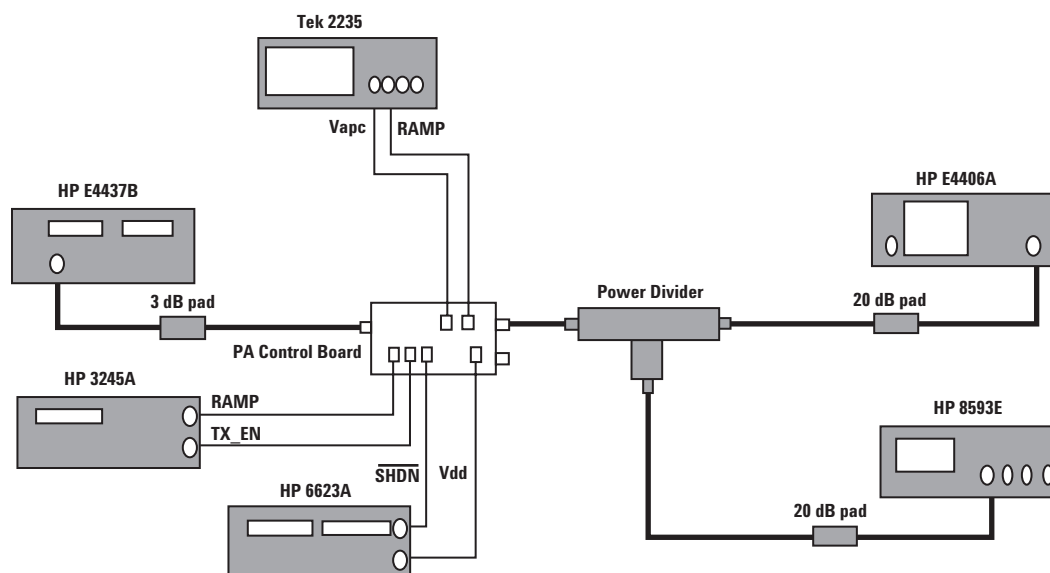 Tek 2235
Vapc
RAMP
HP E4437B
HP E4406A
3 dB pad
Power Divider
20 dB pad
PA Control Board
HP 3245A
RAMP
TX_EN
HP 8593E
SHDN
Vdd
HP 6623A
20 dB pad